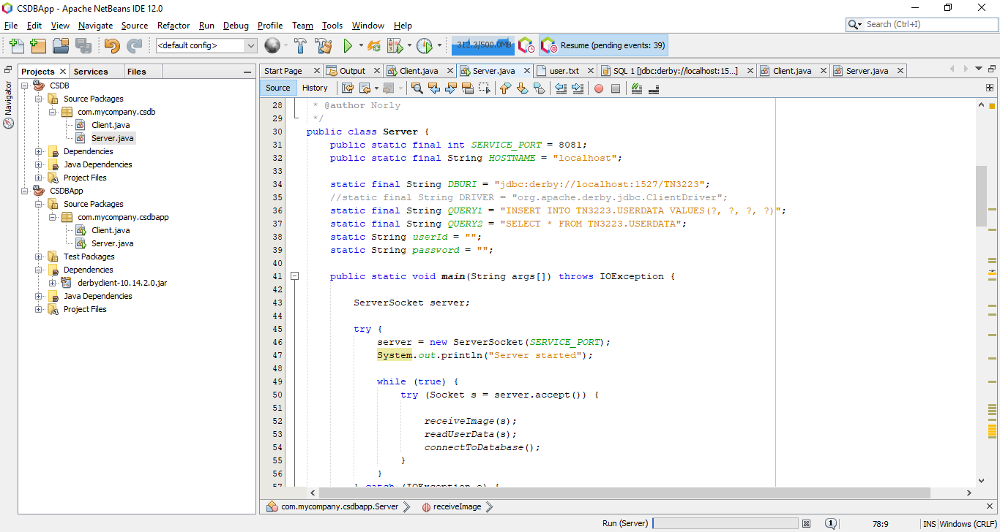 CSDBApp - Apache NetBeans IDE 12.0
File Edit View Navigate Source Refactor Run Debug Profile Team Tools Window Help
Search (Ctrl+I)
<default config>
312.3/500.0MB
Resume (pending events: 39)
Projects Services Files
Start Page Output Client.java Server.java user.txt SQL 1 [jdbc:derby://localhost:15...] Client.java Server.java
Navigator
Source History
CSDB
Source Packages
com.mycompany.csdb
Client.java
Server.java
Dependencies
Java Dependencies
Project Files
CSDBApp
Source Packages
com.mycompany.csdbapp
Client.java
Server.java
Test Packages
Dependencies
derbyclient-10.14.2.0.jar
Java Dependencies
Project Files
28 * @author Norly
29 */
30 public class Server {
31 public static final int SERVICE_PORT = 8081;
32 public static final String HOSTNAME = "localhost";
33
34 static final String DBURI = "jdbc:derby://localhost:1527/TN3223";
35 //static final String DRIVER = "org.apache.derby.jdbc.ClientDriver";
36 static final String QUERY1 = "INSERT INTO TN3223.USERDATA VALUES(?, ?, ?, ?)";
37 static final String QUERY2 = "SELECT * FROM TN3223.USERDATA";
38 static String userId = "";
39 static String password = "";
40
41 public static void main(String args[]) throws IOException {
42
43 ServerSocket server;
44
45 try {
46 server = new ServerSocket(SERVICE_PORT);
47 System.out.println("Server started");
48
49 while (true) {
50 try (Socket s = server.accept()) {
51
52 receiveImage(s);
53 readUserData(s);
54 connectToDatabase();
55 }
56 }
57 } catch (IOException e) {
com.mycompany.csdbapp.Server receiveImage
Run (Server) 1 78:9 INS Windows (CRLF)